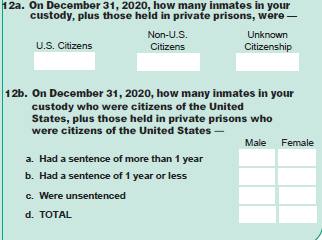 12a. On December 31, 2020, how many inmates in your
custody, plus those held in private prisons, were —
U.S. Citizens
Non-U.S.
Citizens
Unknown
Citizenship
12b. On December 31, 2020, how many inmates in your
custody who were citizens of the United
States, plus those held in private prisons who
were citizens of the United States —
Male Female
a. Had a sentence of more than 1 year
b. Had a sentence of 1 year or less
c. Were unsentenced
d. TOTAL